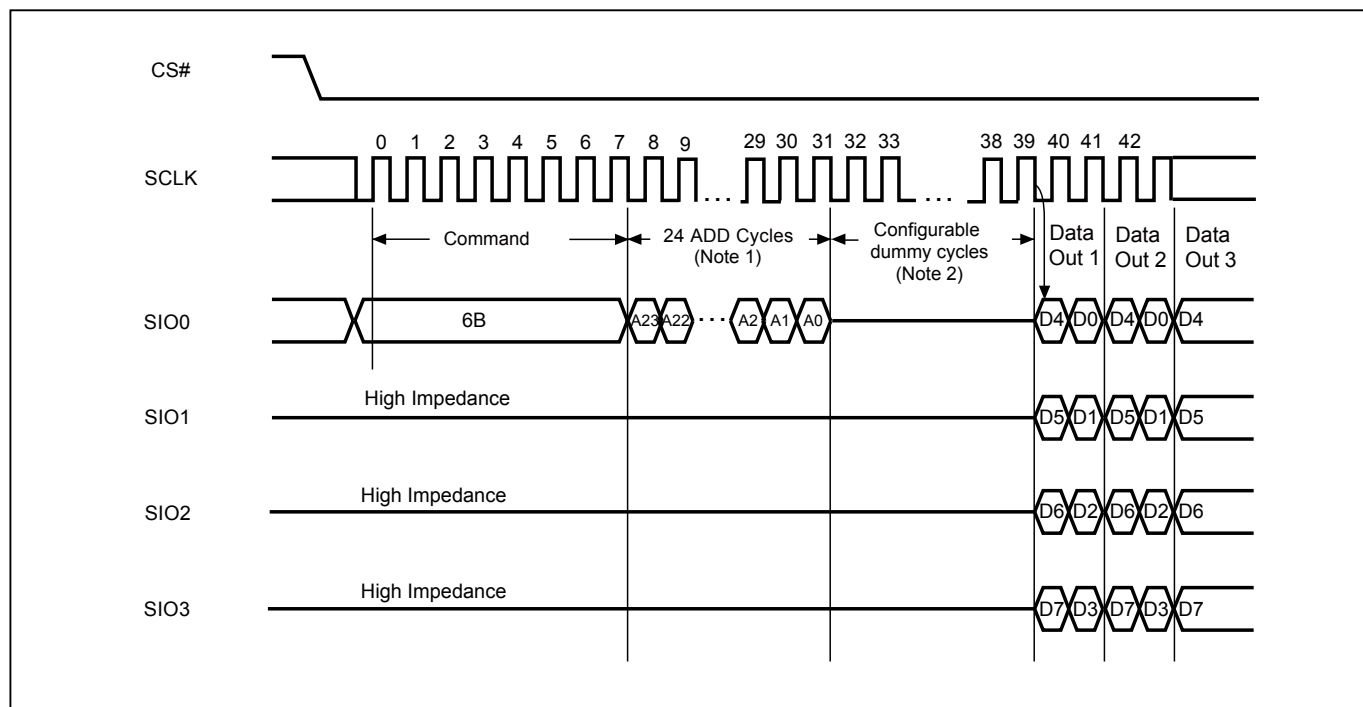 CS#
0 1 2 3 4 5 6 7 8 9 29 30 31 32 33 38 39 40 41 42
SCLK
Command
24 ADD Cycles
(Note 1)
Configurable
dummy cycles
(Note 2)
Data
Out 1
Data
Out 2
Data
Out 3
SIO0
6B
A23 A22 A2 A1 A0
D4 D0 D4 D0 D4
High Impedance
SIO1
D5 D1 D5 D1 D5
High Impedance
SIO2
D6 D2 D6 D2 D6
High Impedance
SIO3
D7 D3 D7 D3 D7